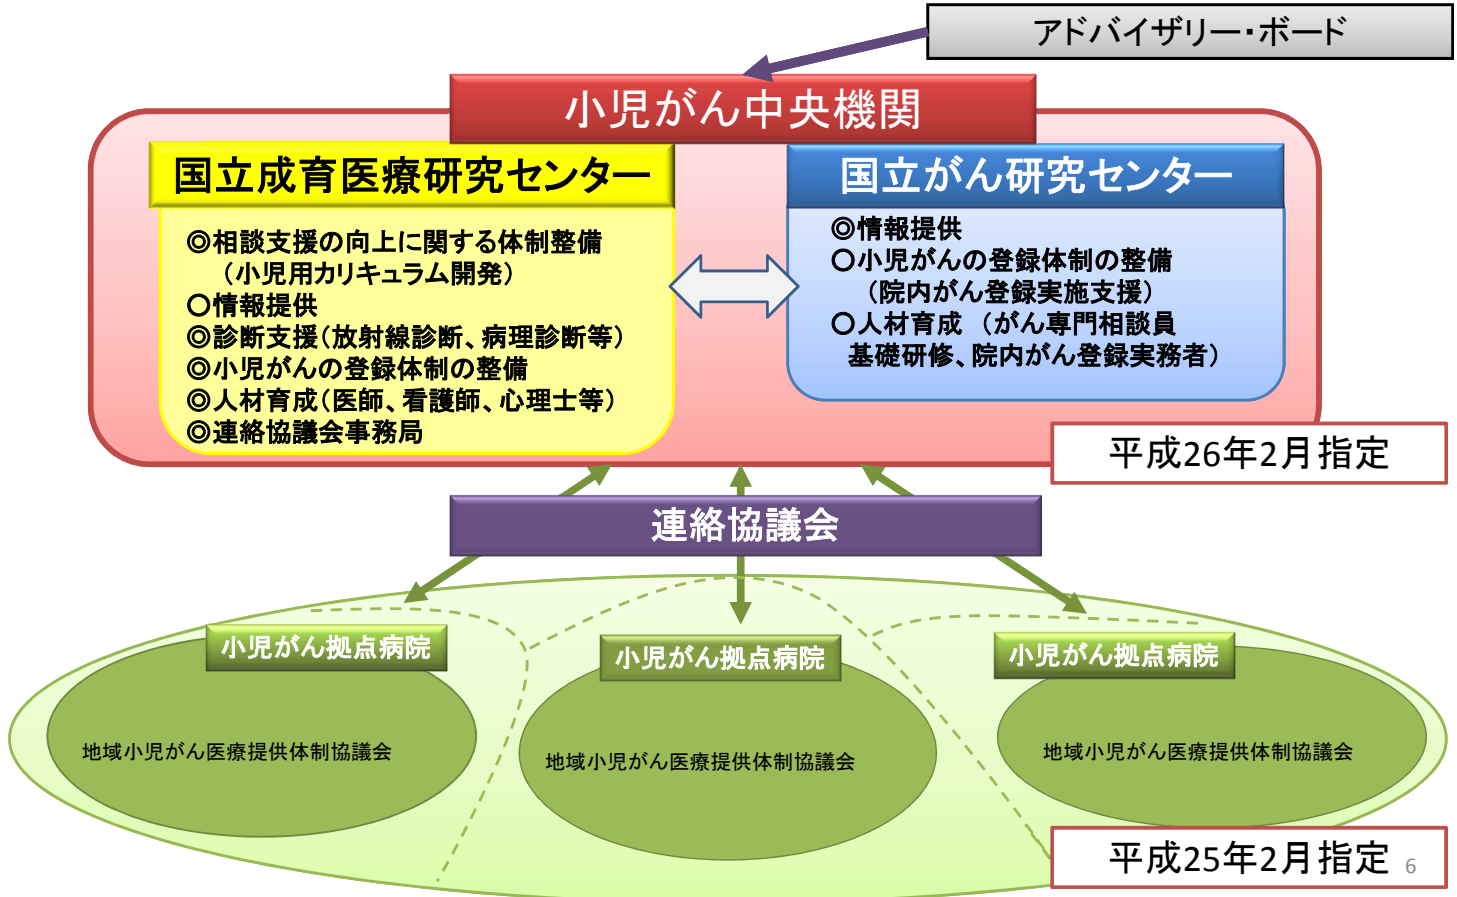 アドバイザリー・ボード
小児がん中央機関
国立成育医療研究センター
◎相談支援の向上に関する体制整備
（小児用カリキュラム開発）
○情報提供
◎診断支援（放射線診断、病理診断等）
◎小児がんの登録体制の整備
◎人材育成（医師、看護師、心理士等）
◎連絡協議会事務局
国立がん研究センター
◎情報提供
○小児がんの登録体制の整備
（院内がん登録実施支援）
○人材育成　（がん専門相談員
基礎研修、院内がん登録実務者）
平成26年2月指定
連絡協議会
小児がん拠点病院
小児がん拠点病院
小児がん拠点病院
地域小児がん医療提供体制協議会
地域小児がん医療提供体制協議会
地域小児がん医療提供体制協議会
平成25年2月指定
6